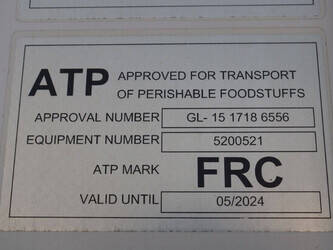 ATP APPROVED FOR TRANSPORT
OF PERISHABLE FOODSTUFFS
APPROVAL NUMBER GL- 15 1718 6556
EQUIPMENT NUMBER 5200521
ATP MARK FRC
VALID UNTIL 05/2024